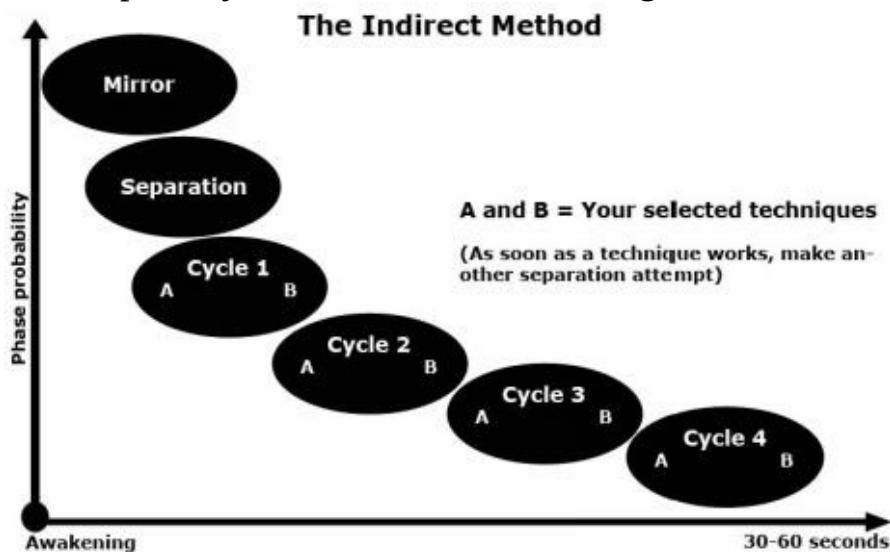 The Indirect Method
Mirror
Separation
A and B = Your selected techniques
(As soon as a technique works, make an-
other separation attempt)
Cycle 1
A B
Cycle 2
A B
Cycle 3
A B
Cycle 4
A B
Phase probability
Awakening
30-60 seconds